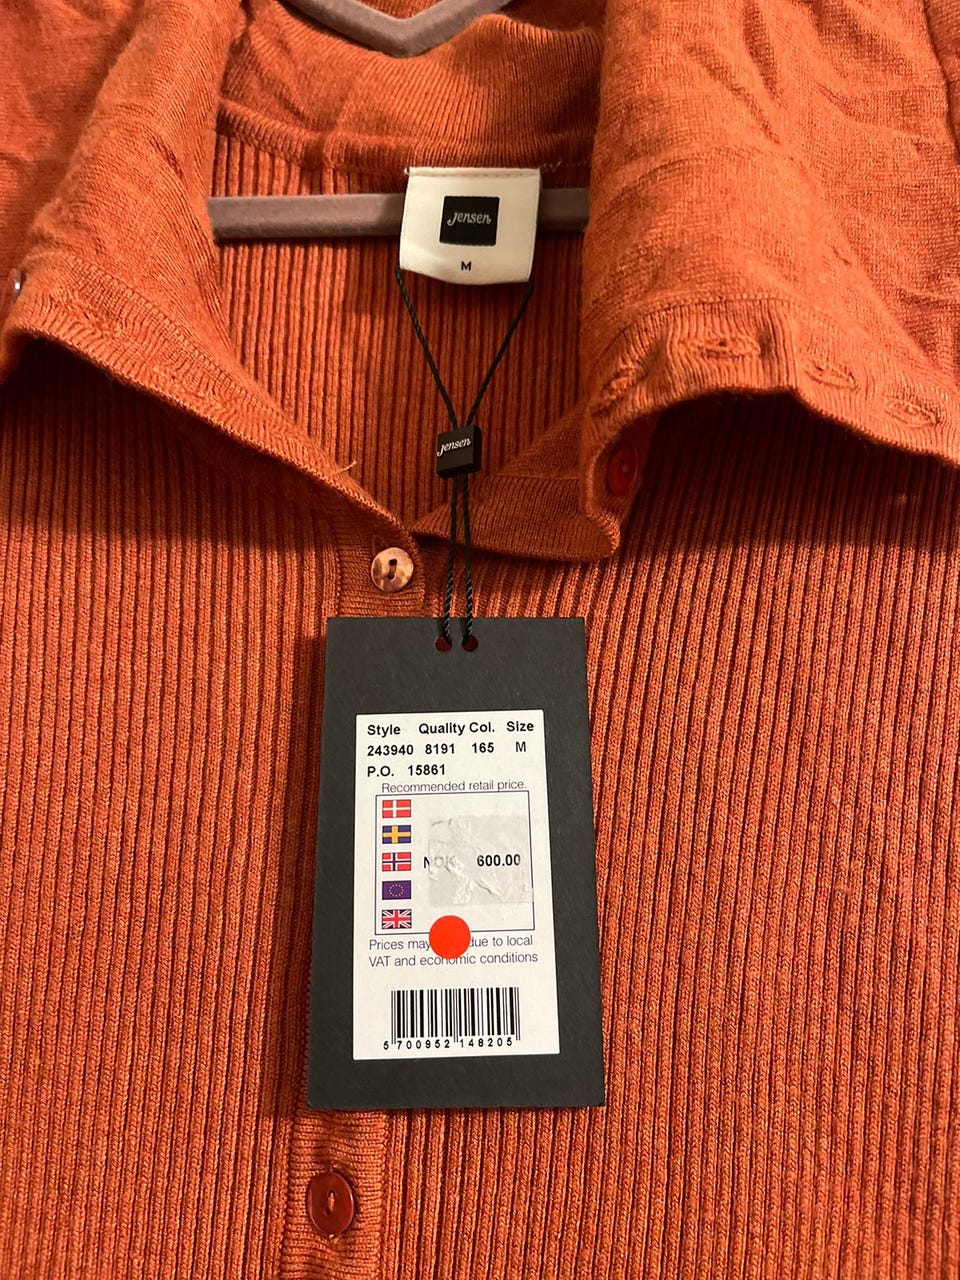 Jensen
M
Jensen
Style Quality Col. Size
243940 8191 165 M
P.O. 15861
Recommended retail price.
NOK 600.00
Prices may due to local
VAT and economic conditions
5 700952 148205